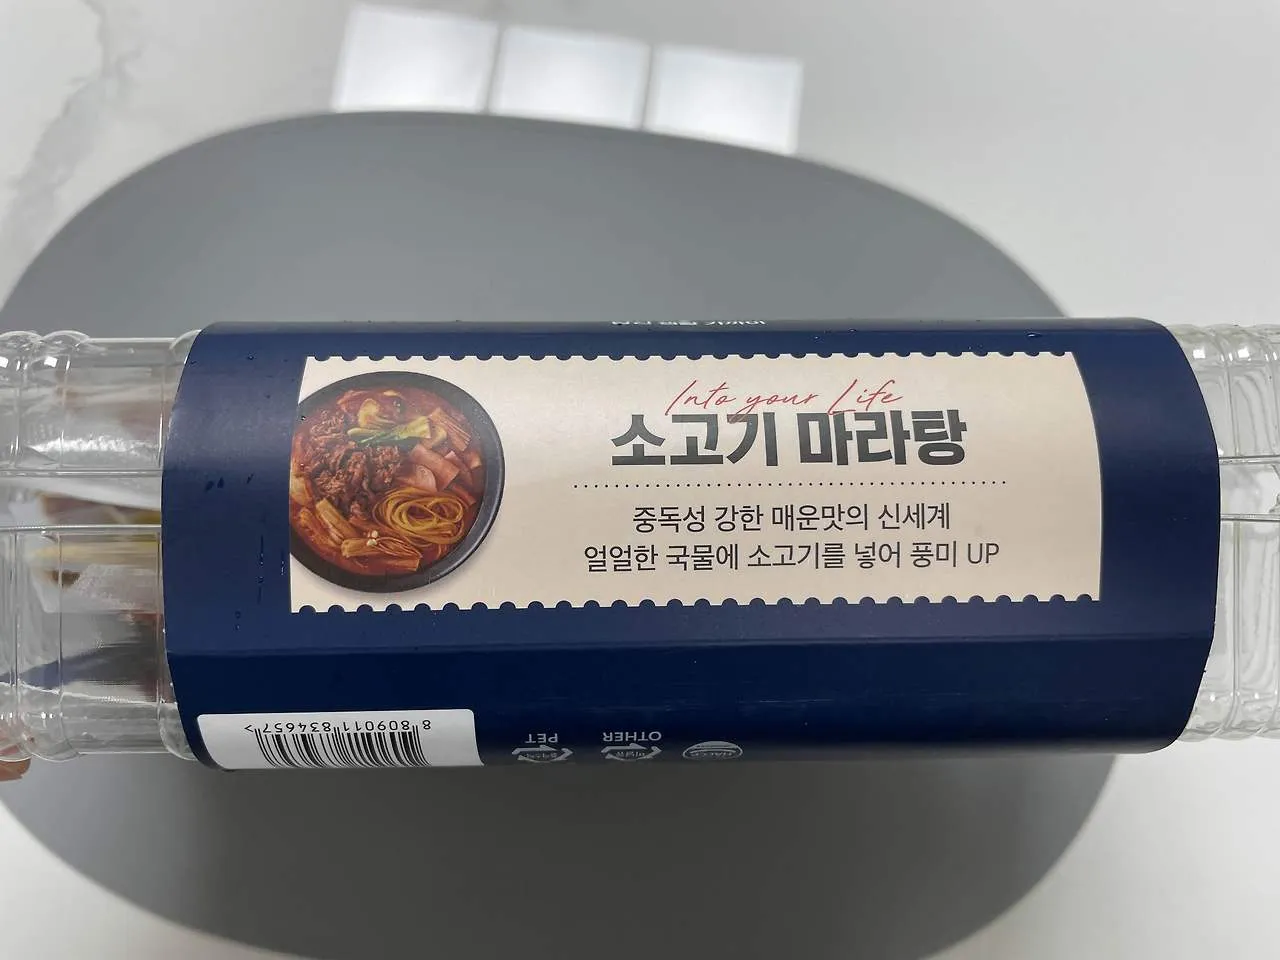 Into your Life
소고기 마라탕
중독성 강한 매운맛의 신세계
얼얼한 국물에 소고기를 넣어 풍미 UP
8 809011 834657 >
PET
OTHER
HACCP